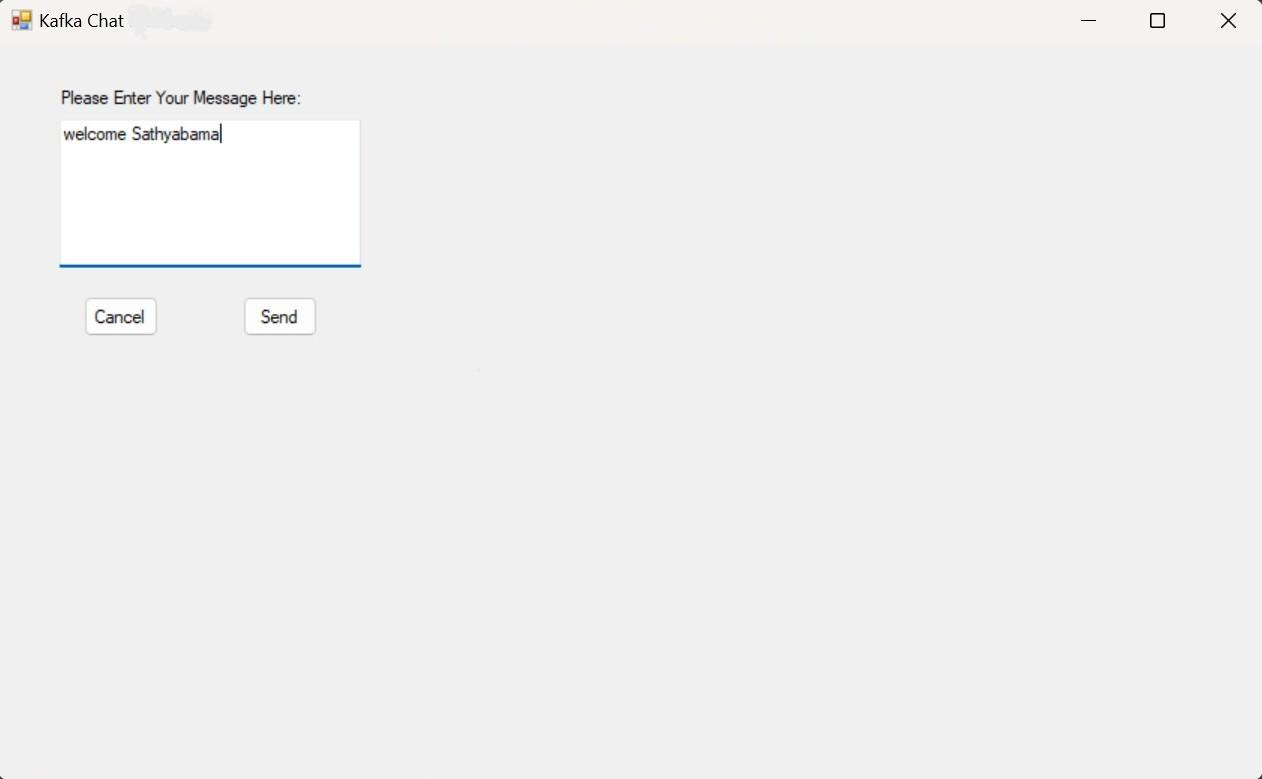 Kafka Chat
Please Enter Your Message Here:
welcome Sathyabama
Cancel Send